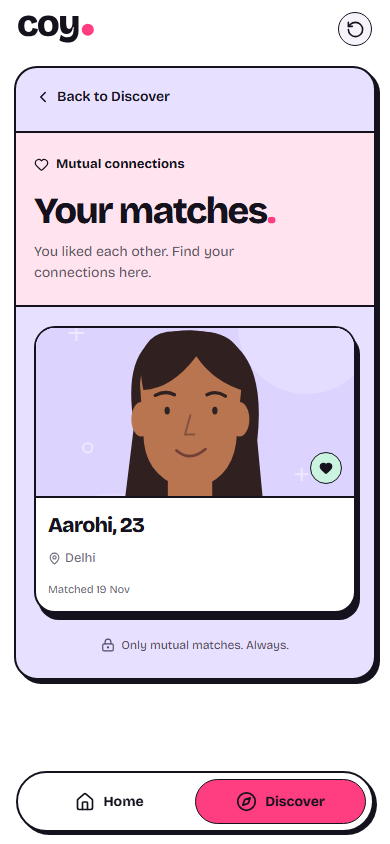 coy.
Back to Discover
Mutual connections
Your matches.
You liked each other. Find your
connections here.
Aarohi, 23
Delhi
Matched 19 Nov
Only mutual matches. Always.
Home
Discover